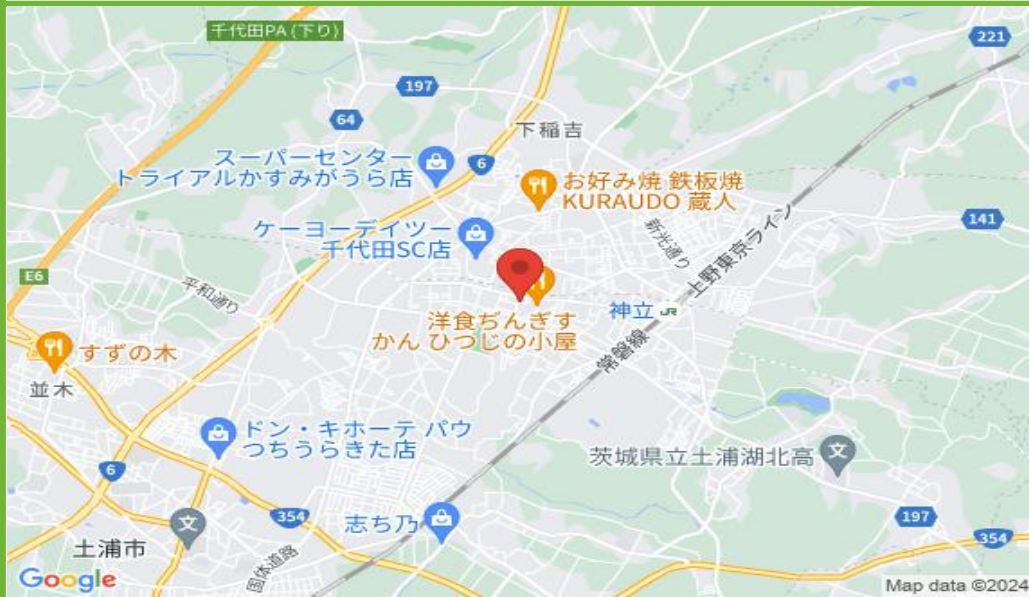 千代田PA (下り)
221
197
64
下稲吉
スーパーセンター
トライアルかすみがうら店
6
お好み焼 鉄板焼
KURAUDO 蔵人
ケーヨーデイツー
千代田SC店
新光通り
上野東京ライン
141
E6
平和通り
神立
JR
洋食ぢんぎす
かん ひつじの小屋
常磐線
すずの木
並木
ドン・キホーテ パウ
つちうらきた店
茨城県立土浦湖北高
文
6
354
志ち乃
197
文
土浦市
国体道路
354
Google
Map data ©2024